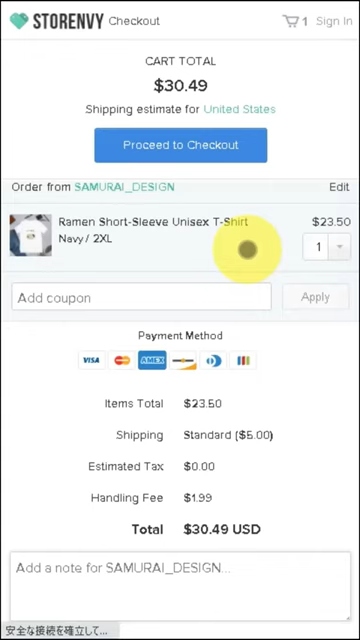 STORENVY Checkout 1 Sign In
CART TOTAL
$30.49
Shipping estimate for United States
Proceed to Checkout
Order from SAMURAI_DESIGN Edit
Ramen Short-Sleeve Unisex T-Shirt $23.50
Navy / 2XL 1
Add coupon Apply
Payment Method
VISA AMEX
Items Total $23.50
Shipping Standard ($5.00)
Estimated Tax $0.00
Handling Fee $1.99
Total $30.49 USD
Add a note for SAMURAI_DESIGN...
安全な接続を確立して...